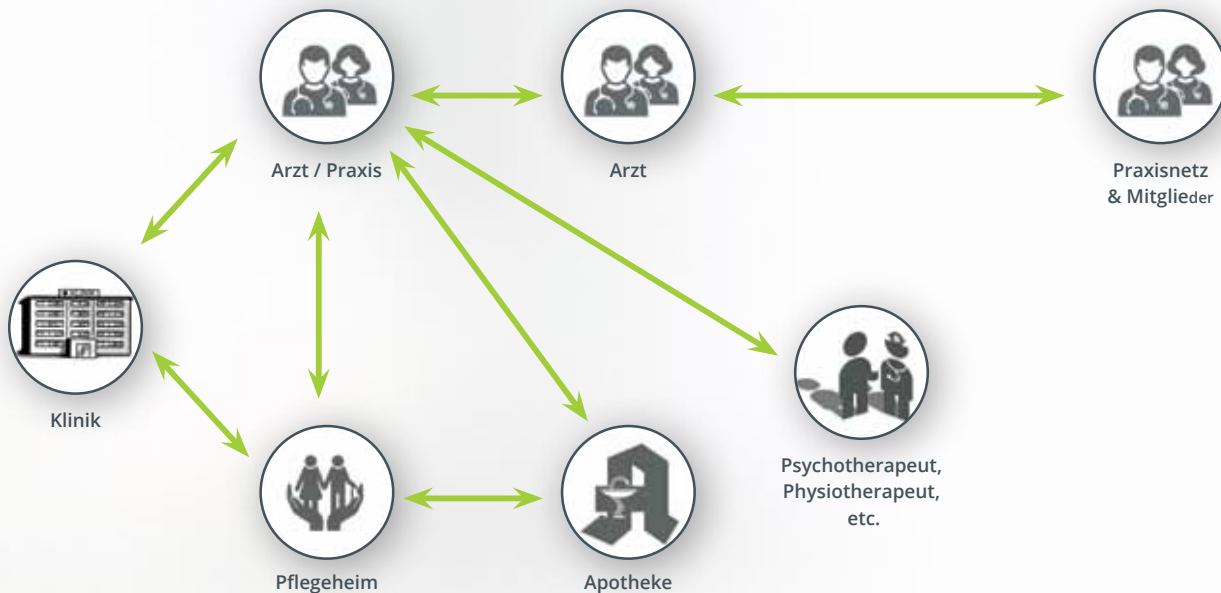 Arzt / Praxis
Arzt
Praxisnetz
& Mitglieder
Klinik
Psychotherapeut,
Physiotherapeut,
etc.
Pflegeheim
Apotheke